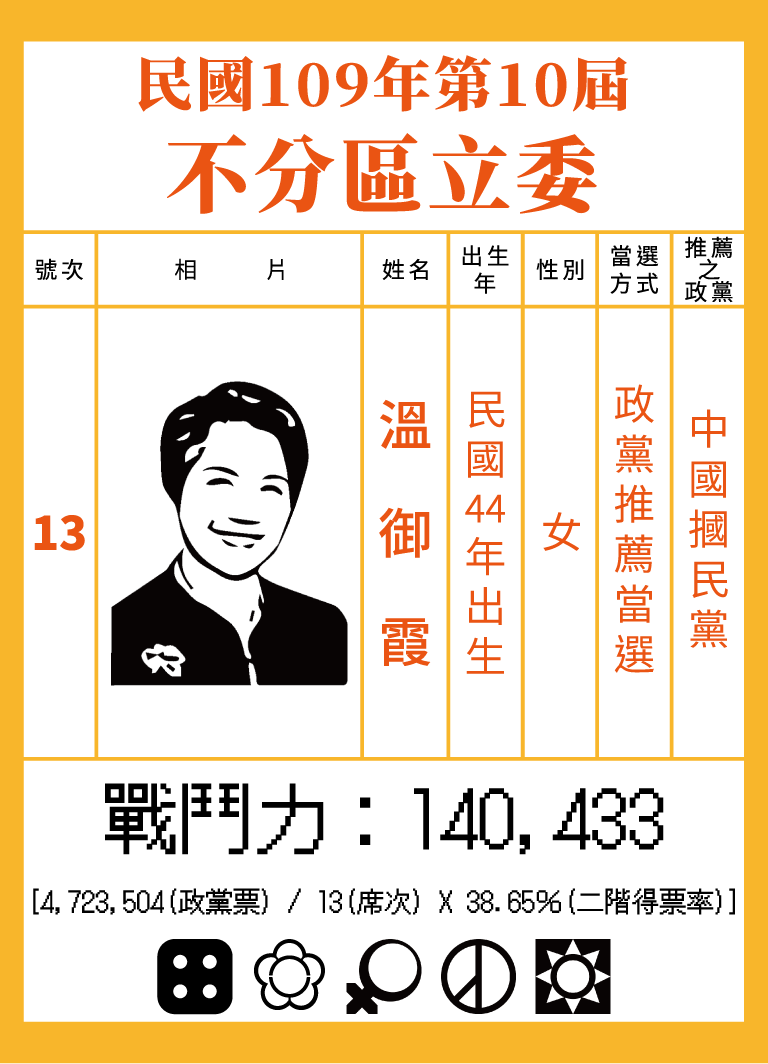 民國109年第10屆
不分區立委
號次
相 片
姓名
出生
年
性別
當選
方式
推薦
之
政黨
13
溫御霞
民國44年出生
女
政黨推薦當選
中國摑民黨
戰鬥力：140,433
[4,723,504(政黨票) / 13(席次) X 38.65%(二階得票率)]